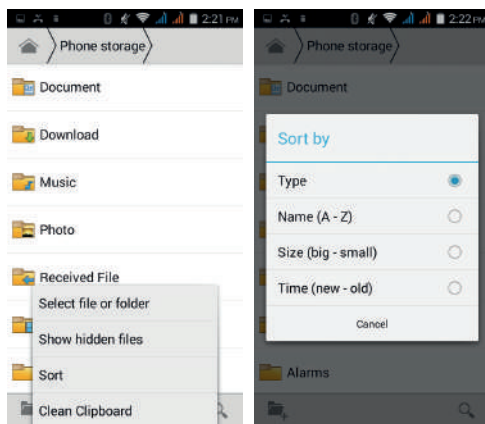 2:21 PM
Phone storage
Document
Download
Music
Photo
Received File
Select file or folder
Show hidden files
Sort
Clean Clipboard
2:22 PM
Phone storage
Document
Sort by
Type
Name (A - Z)
Size (big - small)
Time (new - old)
Cancel
Alarms